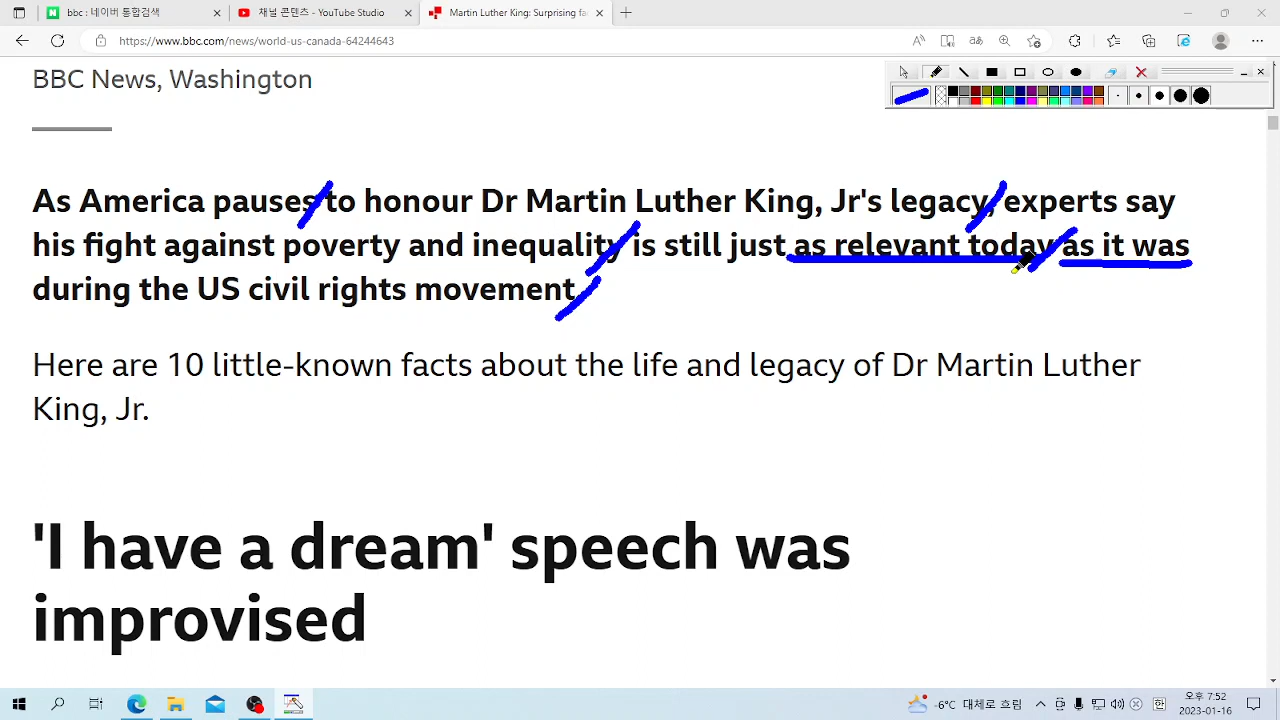 bbc : 네이버 통합검색
채널 콘텐츠 - YouTube Studio
Martin Luther King: Surprising fa
https://www.bbc.com/news/world-us-canada-64244643
BBC News, Washington
As America pauses to honour Dr Martin Luther King, Jr's legacy, experts say
his fight against poverty and inequality is still just as relevant today as it was
during the US civil rights movement.
Here are 10 little-known facts about the life and legacy of Dr Martin Luther
King, Jr.
'I have a dream' speech was
improvised
-6°C 대체로 흐림
오후 7:52
2023-01-16